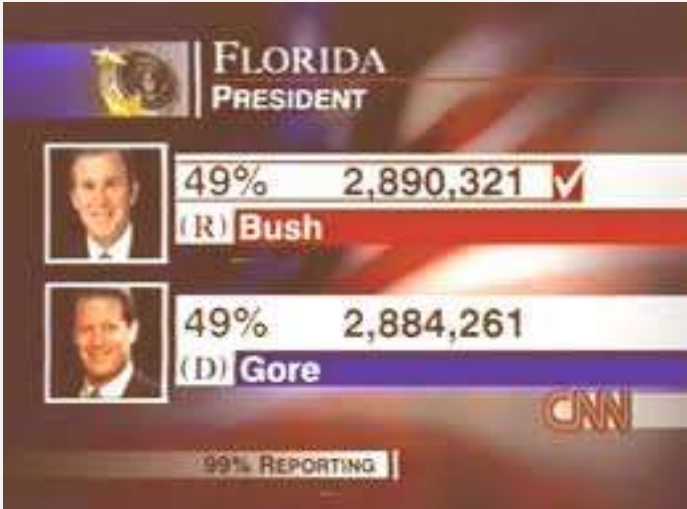 FLORIDA
PRESIDENT
49% 2,890,321
(R) Bush
49% 2,884,261
(D) Gore
CNN
99% REPORTING